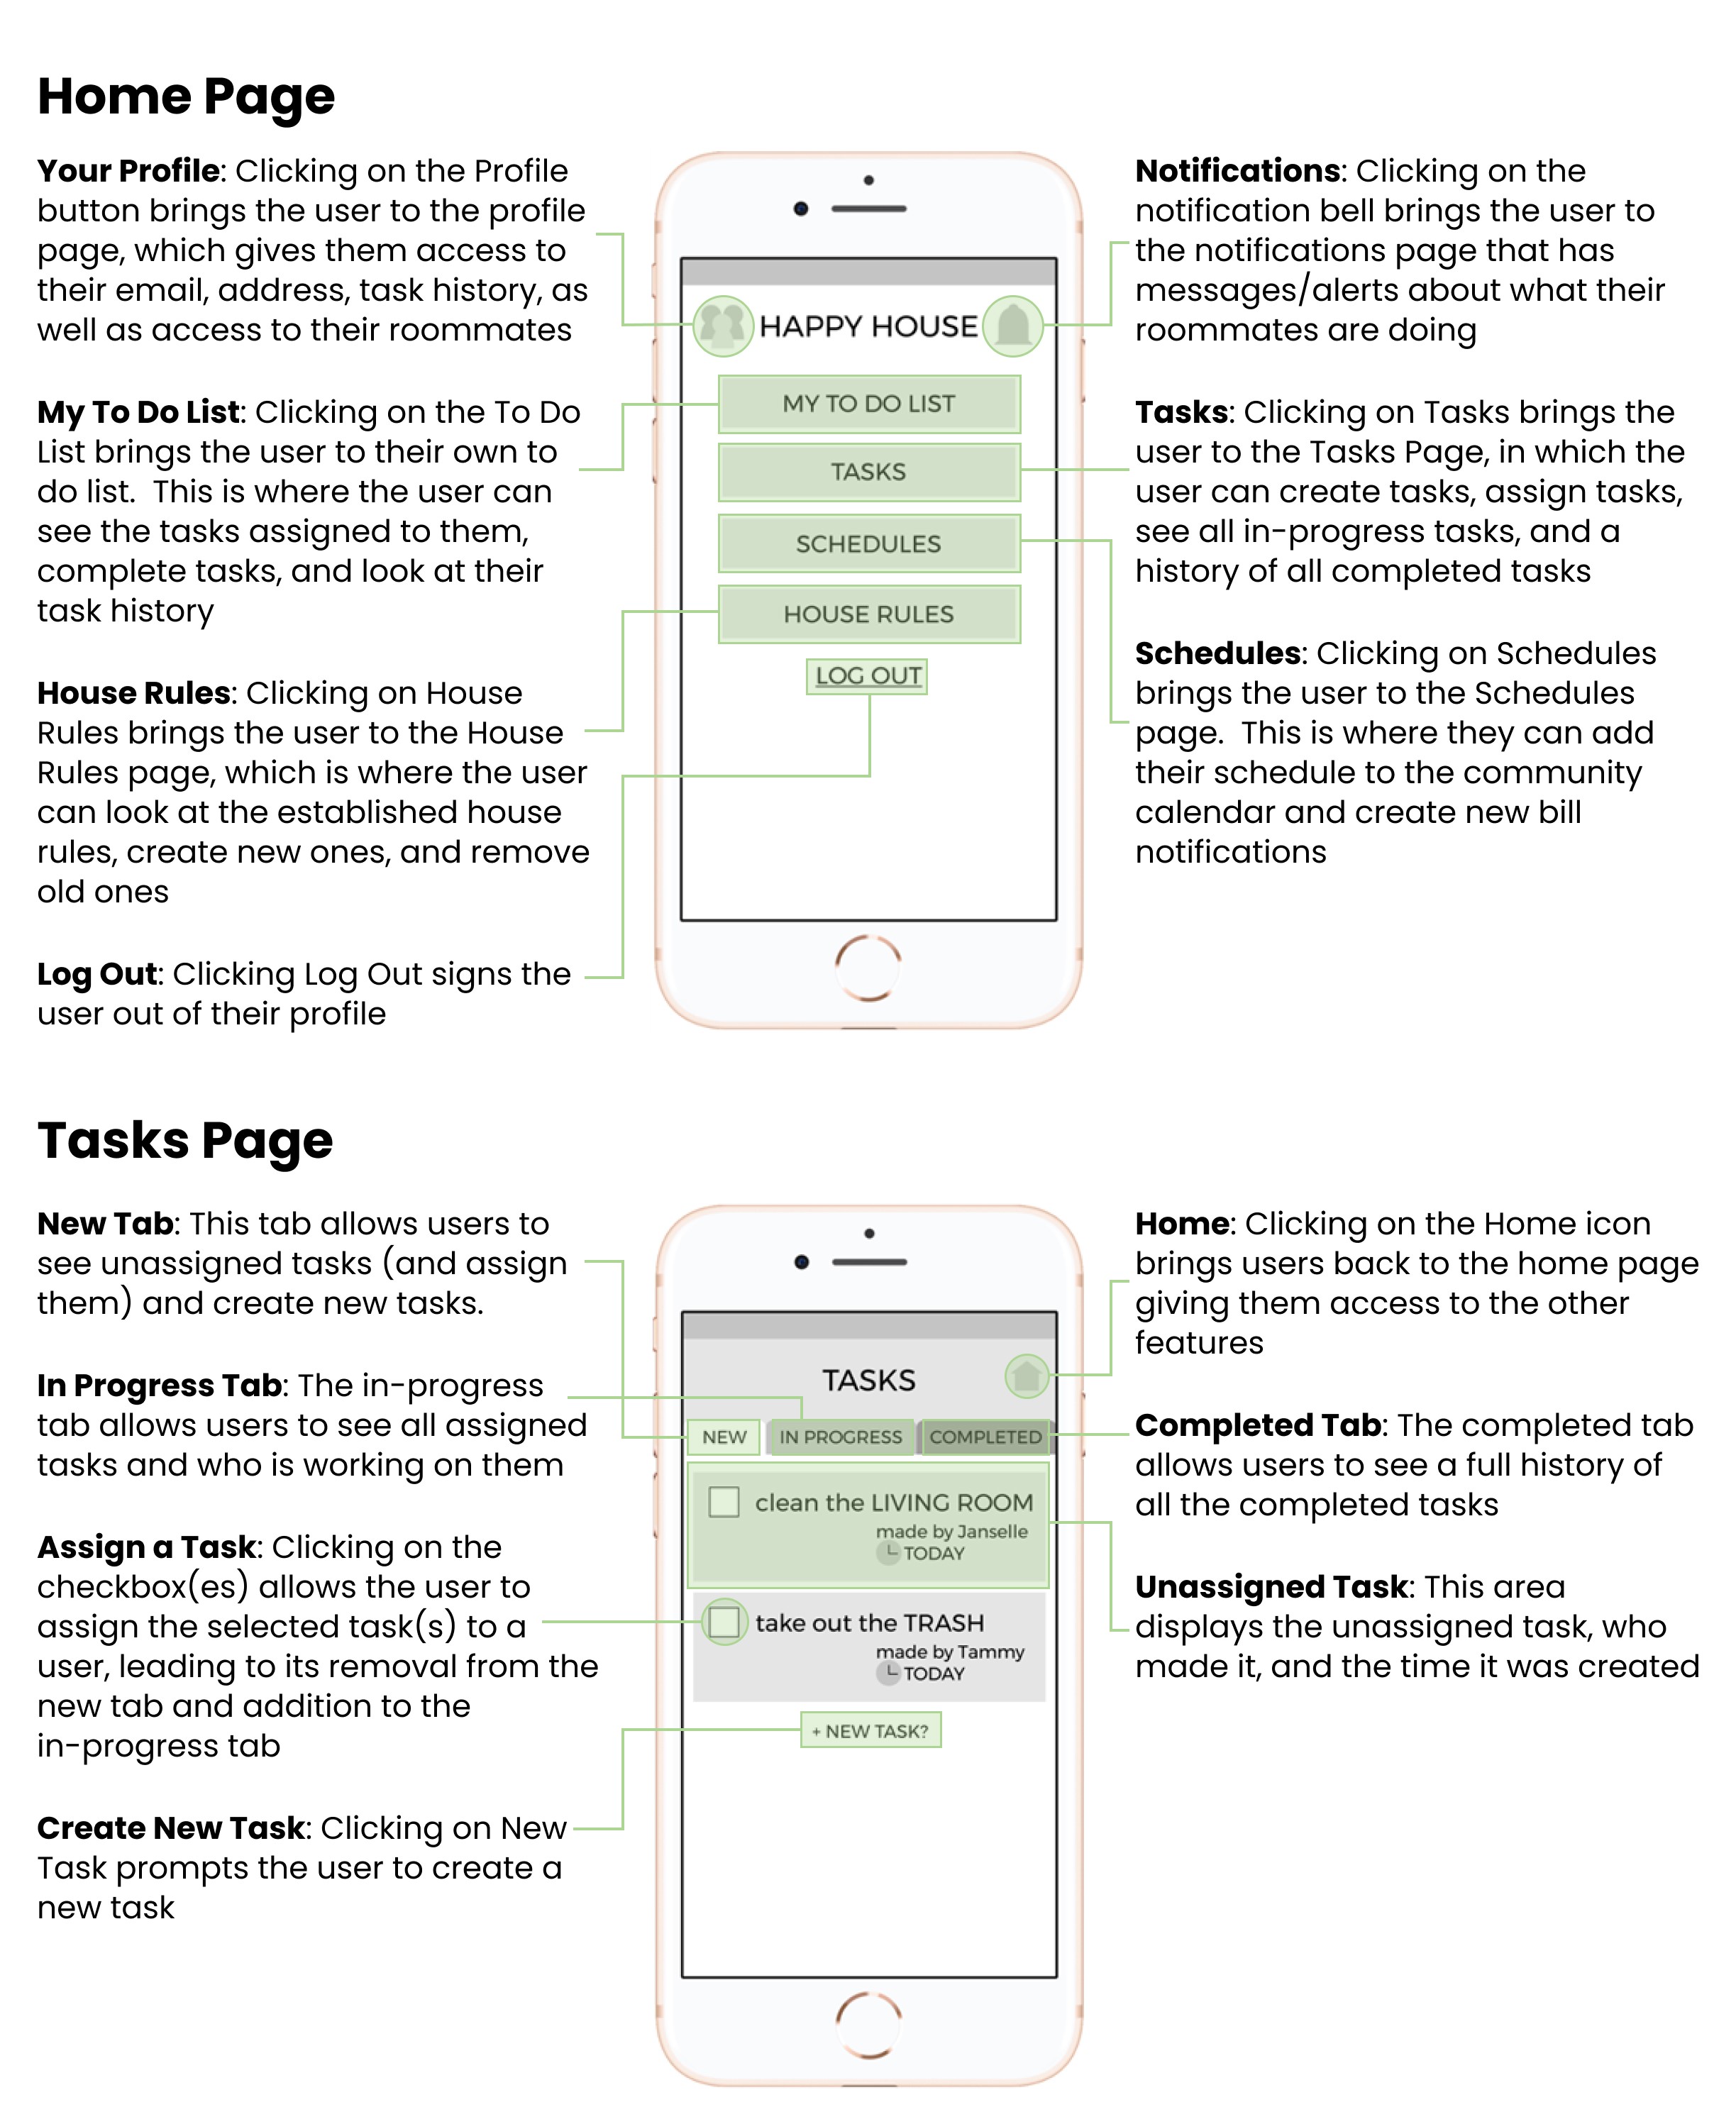 Home Page
Your Profile: Clicking on the Profile
button brings the user to the profile
page, which gives them access to
their email, address, task history, as
well as access to their roommates
My To Do List: Clicking on the To Do
List brings the user to their own to
do list.  This is where the user can
see the tasks assigned to them,
complete tasks, and look at their
task history
House Rules: Clicking on House
Rules brings the user to the House
Rules page, which is where the user
can look at the established house
rules, create new ones, and remove
old ones
Log Out: Clicking Log Out signs the
user out of their profile
HAPPY HOUSE
MY TO DO LIST
TASKS
SCHEDULES
HOUSE RULES
LOG OUT
Notifications: Clicking on the
notification bell brings the user to
the notifications page that has
messages/alerts about what their
roommates are doing
Tasks: Clicking on Tasks brings the
user to the Tasks Page, in which the
user can create tasks, assign tasks,
see all in-progress tasks, and a
history of all completed tasks
Schedules: Clicking on Schedules
brings the user to the Schedules
page.  This is where they can add
their schedule to the community
calendar and create new bill
notifications
Tasks Page
New Tab: This tab allows users to
see unassigned tasks (and assign
them) and create new tasks.
In Progress Tab: The in-progress
tab allows users to see all assigned
tasks and who is working on them
Assign a Task: Clicking on the
checkbox(es) allows the user to
assign the selected task(s) to a
user, leading to its removal from the
new tab and addition to the
in-progress tab
Create New Task: Clicking on New
Task prompts the user to create a
new task
TASKS
NEW IN PROGRESS COMPLETED
clean the LIVING ROOM
made by Janselle
TODAY
take out the TRASH
made by Tammy
TODAY
+ NEW TASK?
Home: Clicking on the Home icon
brings users back to the home page
giving them access to the other
features
Completed Tab: The completed tab
allows users to see a full history of
all the completed tasks
Unassigned Task: This area
displays the unassigned task, who
made it, and the time it was created